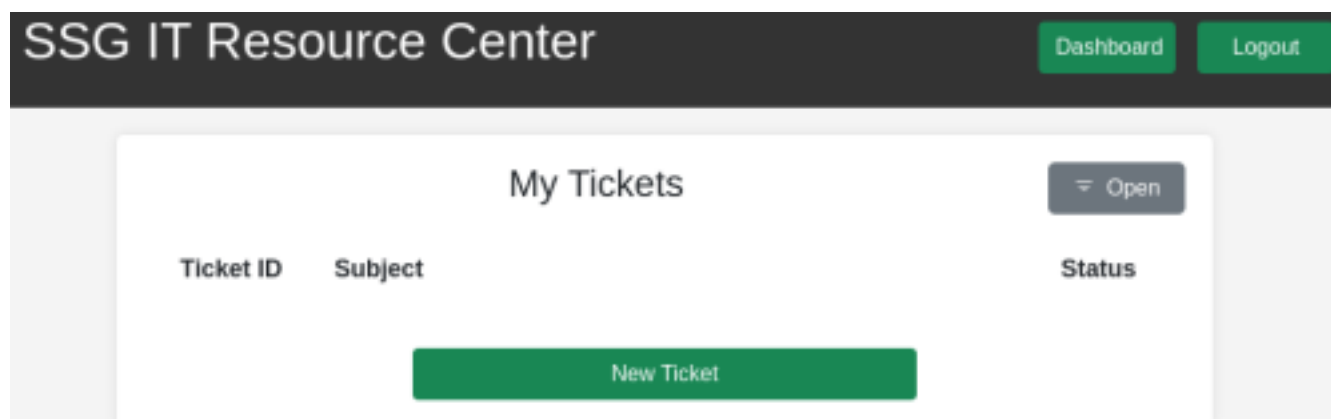 SSG IT Resource Center
Dashboard
Logout
My Tickets
Open
Ticket ID Subject Status
New Ticket